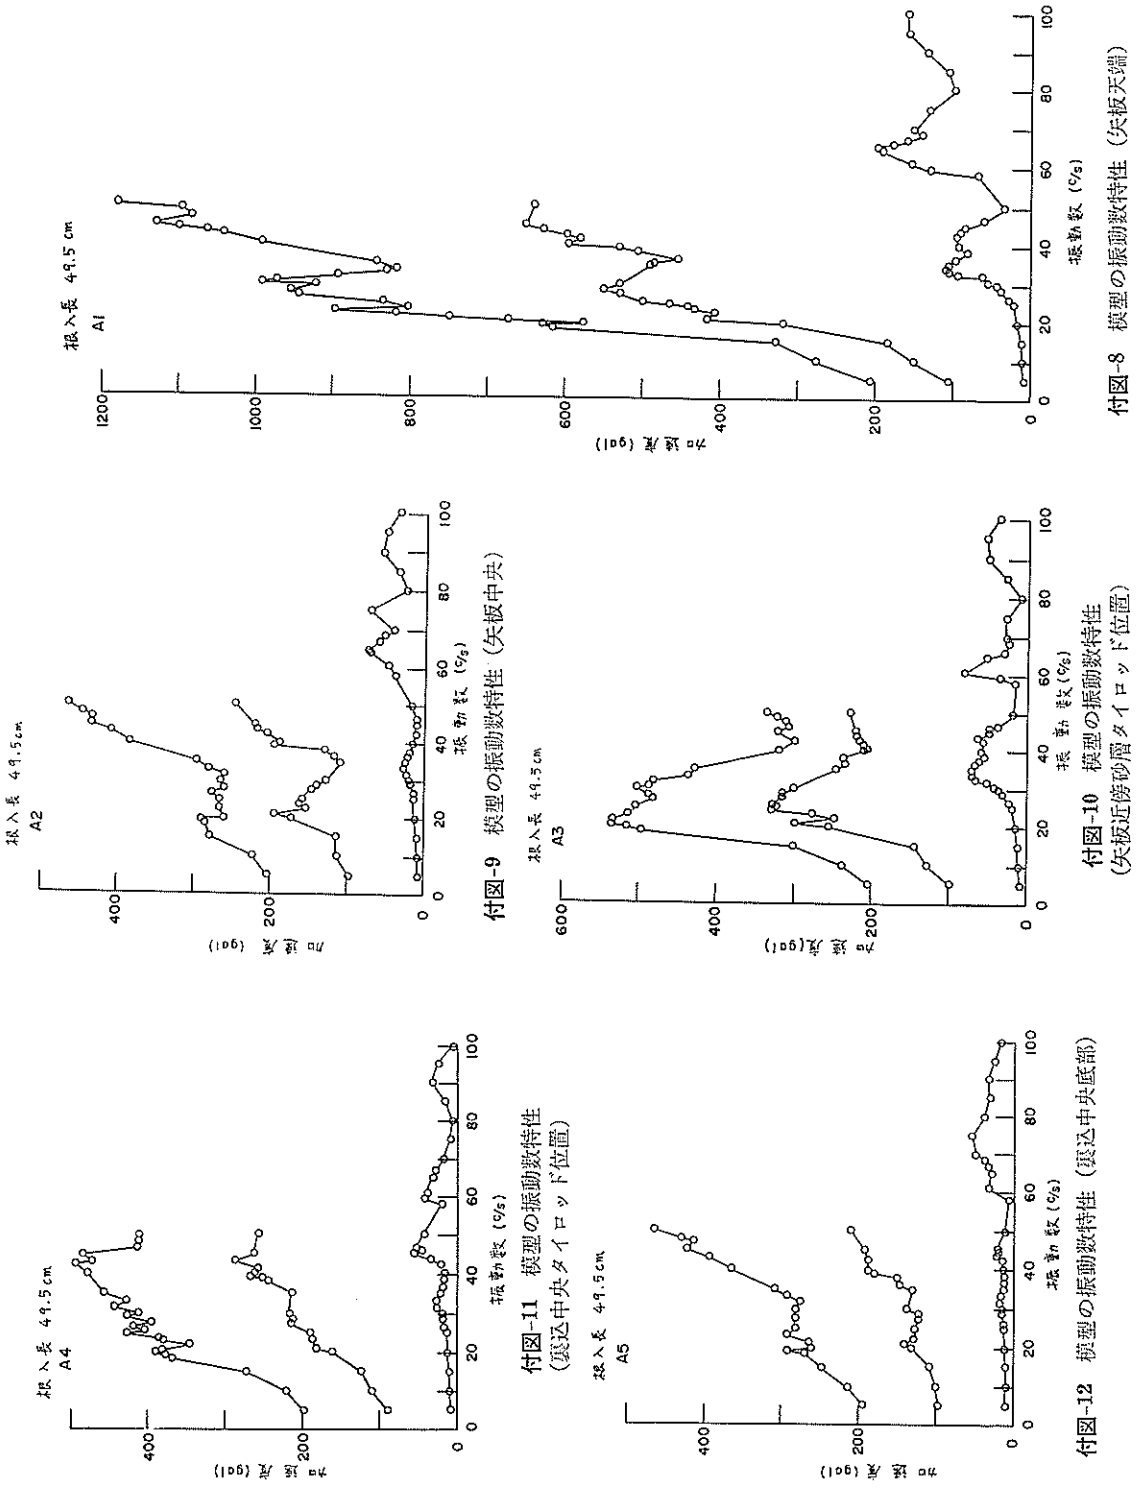 根入長 49.5cm
A4
400
200
0
加速度(gal)
0
20
40
60
80
100
振動数 (c/s)
付図-11 模型の振動数特性
(裏込中央タイロッド位置)
根入長 49.5cm
A5
400
200
0
加速度(gal)
0
20
40
60
80
100
振動数 (c/s)
付図-12 模型の振動数特性 (裏込中央底部)
根入長 49.5cm
A2
400
200
0
加速度(gal)
0
20
40
60
80
100
振動数 (c/s)
付図-9 模型の振動数特性 (矢板中央)
根入長 49.5cm
A3
600
400
200
0
加速度(gal)
0
20
40
60
80
100
振動数(c/s)
付図-10 模型の振動数特性
(矢板近傍砂層タイロッド位置)
根入長 49.5cm
A1
1200
1000
800
600
400
200
0
加速度(gal)
0
20
40
60
80
100
振動数 (c/s)
付図-8 模型の振動数特性 (矢板天端)